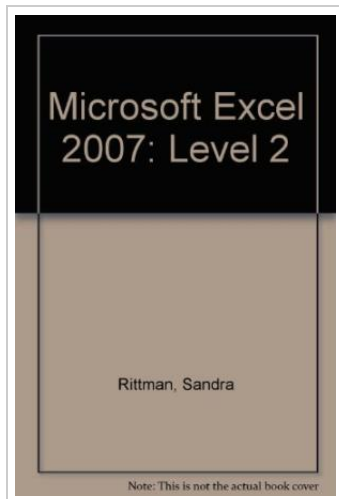 Microsoft Excel
2007: Level 2
Rittman, Sandra
Note: This is not the actual book cover